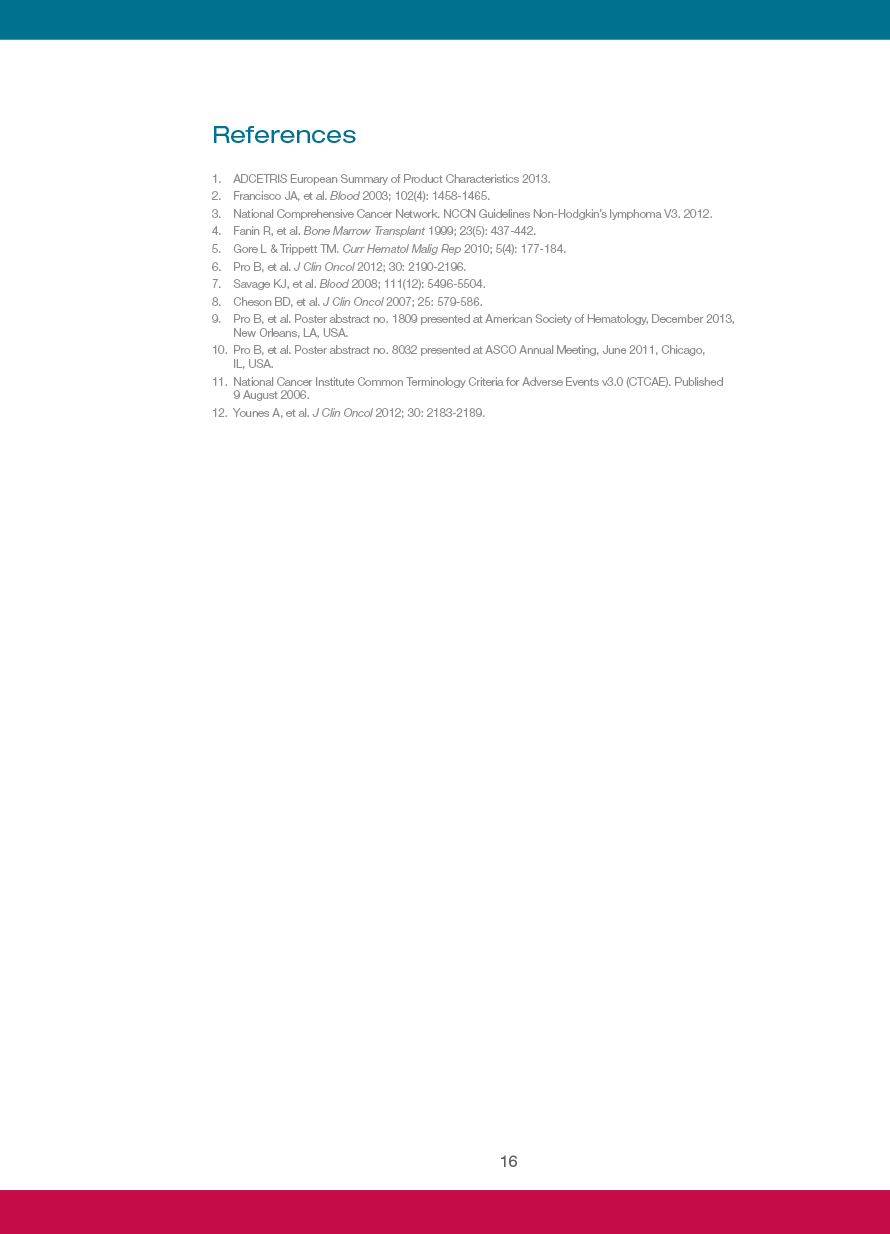 References
1. ADCETRIS European Summary of Product Characteristics 2013.
2. Francisco JA, et al. Blood 2003; 102(4): 1458-1465.
3. National Comprehensive Cancer Network. NCCN Guidelines Non-Hodgkin's lymphoma V3. 2012.
4. Fanin R, et al. Bone Marrow Transplant 1999; 23(5): 437-442.
5. Gore L & Trippett TM. Curr Hematol Malig Rep 2010; 5(4): 177-184.
6. Pro B, et al. J Clin Oncol 2012; 30: 2190-2196.
7. Savage KJ, et al. Blood 2008; 111(12): 5496-5504.
8. Cheson BD, et al. J Clin Oncol 2007; 25: 579-586.
9. Pro B, et al. Poster abstract no. 1809 presented at American Society of Hematology, December 2013,
New Orleans, LA, USA.
10. Pro B, et al. Poster abstract no. 8032 presented at ASCO Annual Meeting, June 2011, Chicago,
IL, USA.
11. National Cancer Institute Common Terminology Criteria for Adverse Events v3.0 (CTCAE). Published
9 August 2006.
12. Younes A, et al. J Clin Oncol 2012; 30: 2183-2189.
16